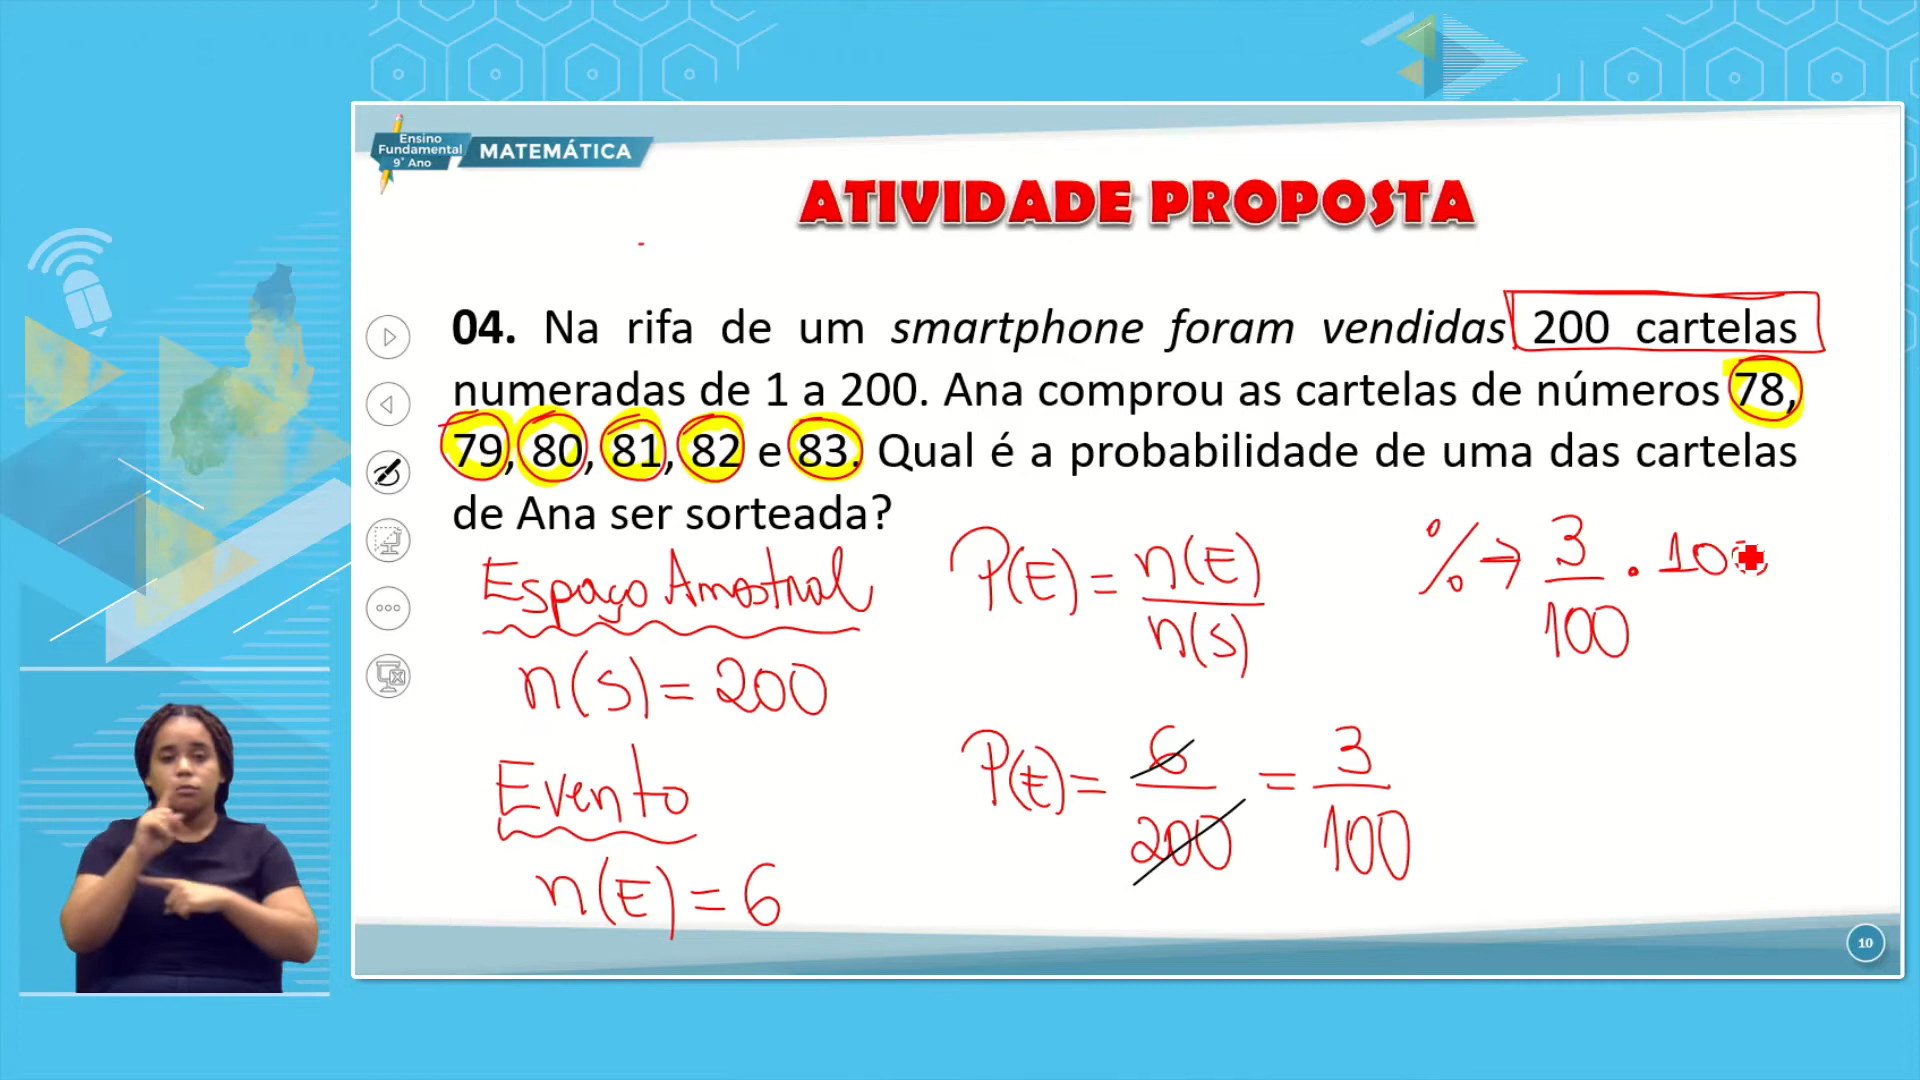 Ensino
Fundamental
9° Ano
MATEMÁTICA
ATIVIDADE PROPOSTA
04. Na rifa de um smartphone foram vendidas 200 cartelas
numeradas de 1 a 200. Ana comprou as cartelas de números 78,
79, 80, 81, 82 e 83. Qual é a probabilidade de uma das cartelas
de Ana ser sorteada?
Espaço Amostral
n(S) = 200
Evento
n(E) = 6
P(E) = n(E)/n(S)
P(E) = 6/200 = 3/100
% → 3/100 . 10
10